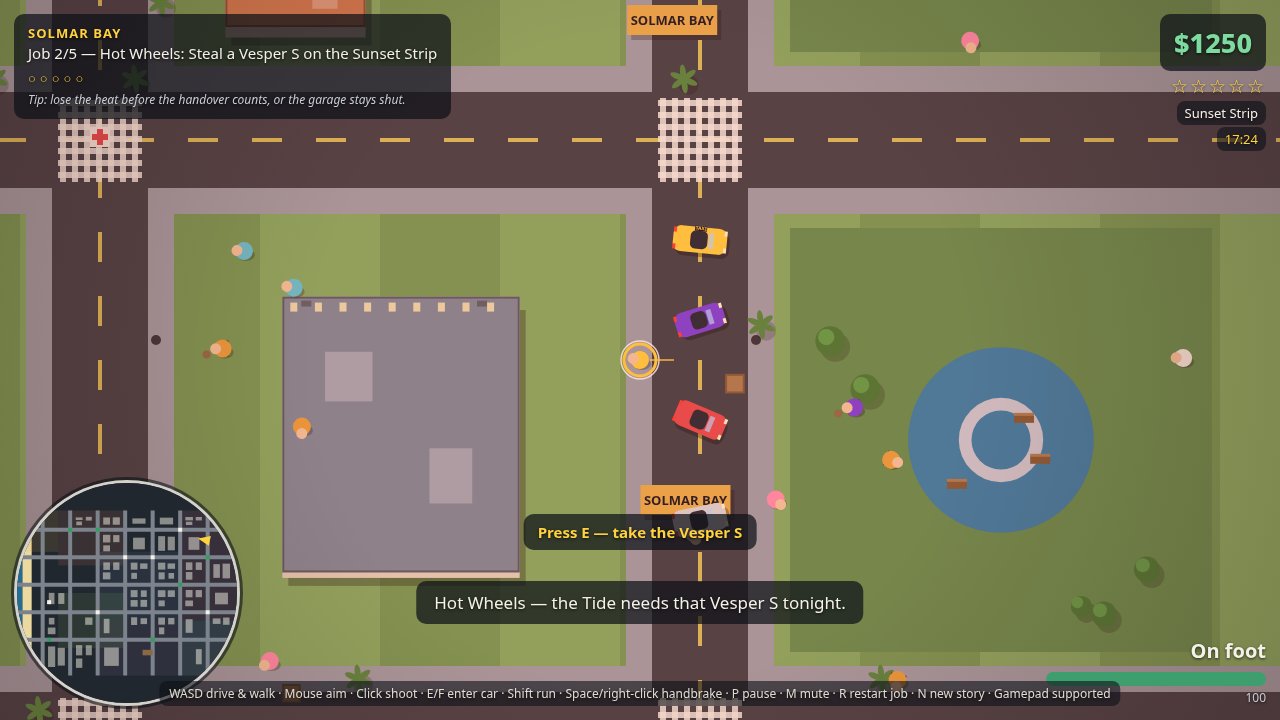 SOLMAR BAY
Job 2/5 — Hot Wheels: Steal a Vesper S on the Sunset Strip
Tip: lose the heat before the handover counts, or the garage stays shut.
SOLMAR BAY
$1250
Sunset Strip
17:24
TAXI
SOLMAR BAY
Press E — take the Vesper S
Hot Wheels — the Tide needs that Vesper S tonight.
On foot
100
WASD drive & walk · Mouse aim · Click shoot · E/F enter car · Shift run · Space/right-click handbrake · P pause · M mute · R restart job · N new story · Gamepad supported